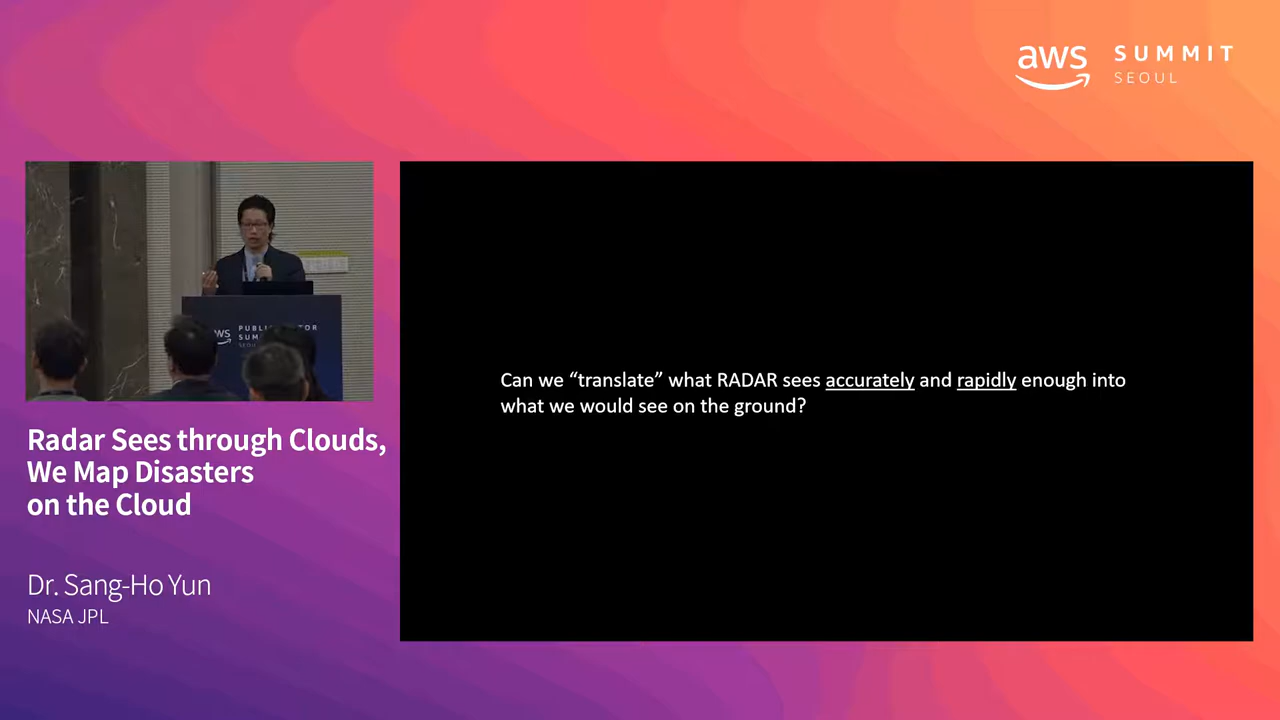 aws SUMMIT
SEOUL
Radar Sees through Clouds,
We Map Disasters
on the Cloud
Dr. Sang-Ho Yun
NASA JPL
Can we “translate” what RADAR sees accurately and rapidly enough into
what we would see on the ground?